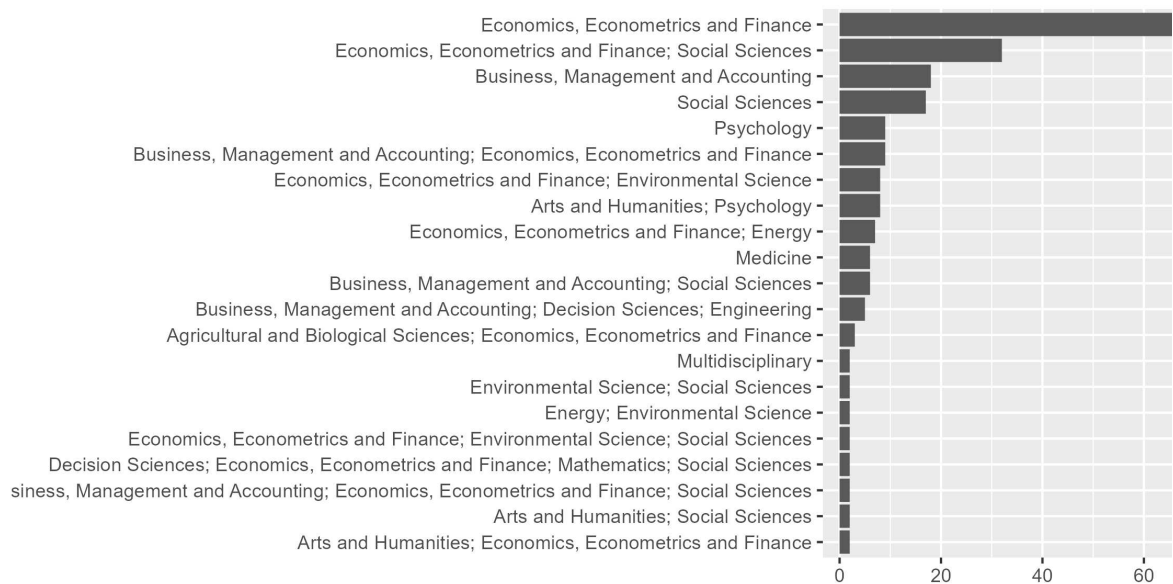 Economics, Econometrics and Finance
Economics, Econometrics and Finance; Social Sciences
Business, Management and Accounting
Social Sciences
Psychology
Business, Management and Accounting; Economics, Econometrics and Finance
Economics, Econometrics and Finance; Environmental Science
Arts and Humanities; Psychology
Economics, Econometrics and Finance; Energy
Medicine
Business, Management and Accounting; Social Sciences
Business, Management and Accounting; Decision Sciences; Engineering
Agricultural and Biological Sciences; Economics, Econometrics and Finance
Multidisciplinary
Environmental Science; Social Sciences
Energy; Environmental Science
Economics, Econometrics and Finance; Environmental Science; Social Sciences
Decision Sciences; Economics, Econometrics and Finance; Mathematics; Social Sciences
siness, Management and Accounting; Economics, Econometrics and Finance; Social Sciences
Arts and Humanities; Social Sciences
Arts and Humanities; Economics, Econometrics and Finance
0 20 40 60